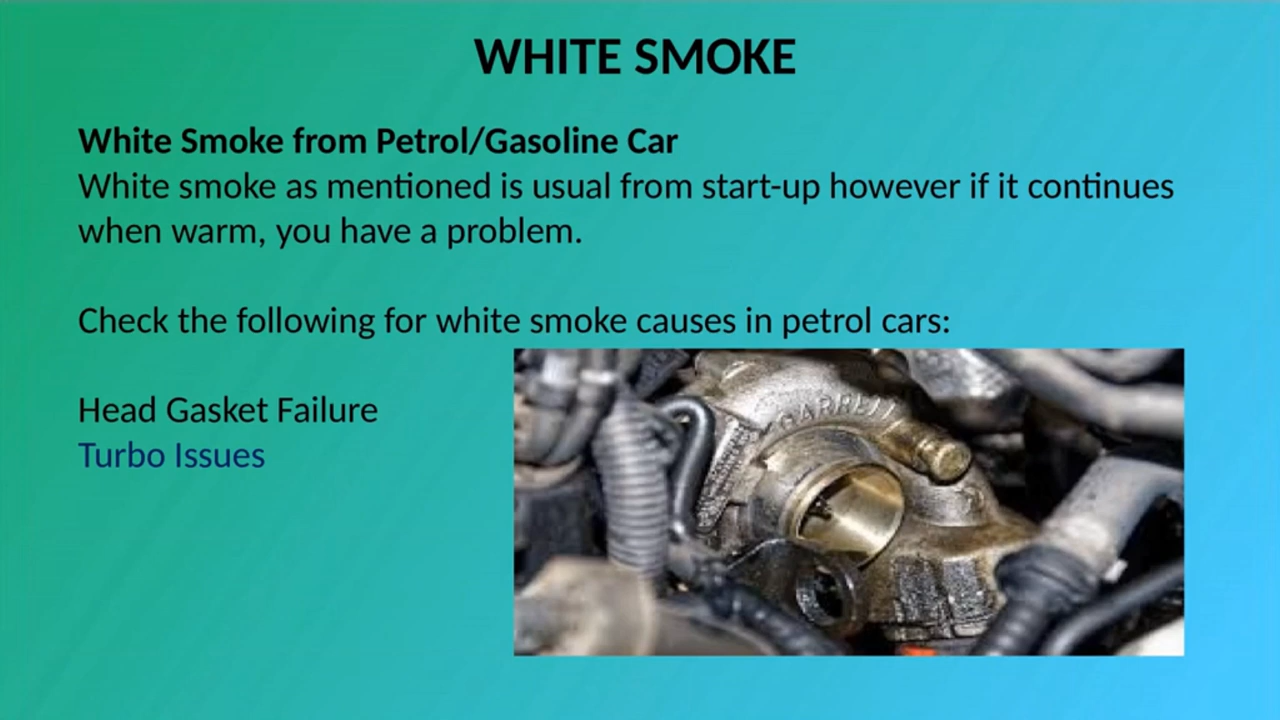 WHITE SMOKE
White Smoke from Petrol/Gasoline Car
White smoke as mentioned is usual from start-up however if it continues
when warm, you have a problem.
Check the following for white smoke causes in petrol cars:
Head Gasket Failure
Turbo Issues
GARRETT